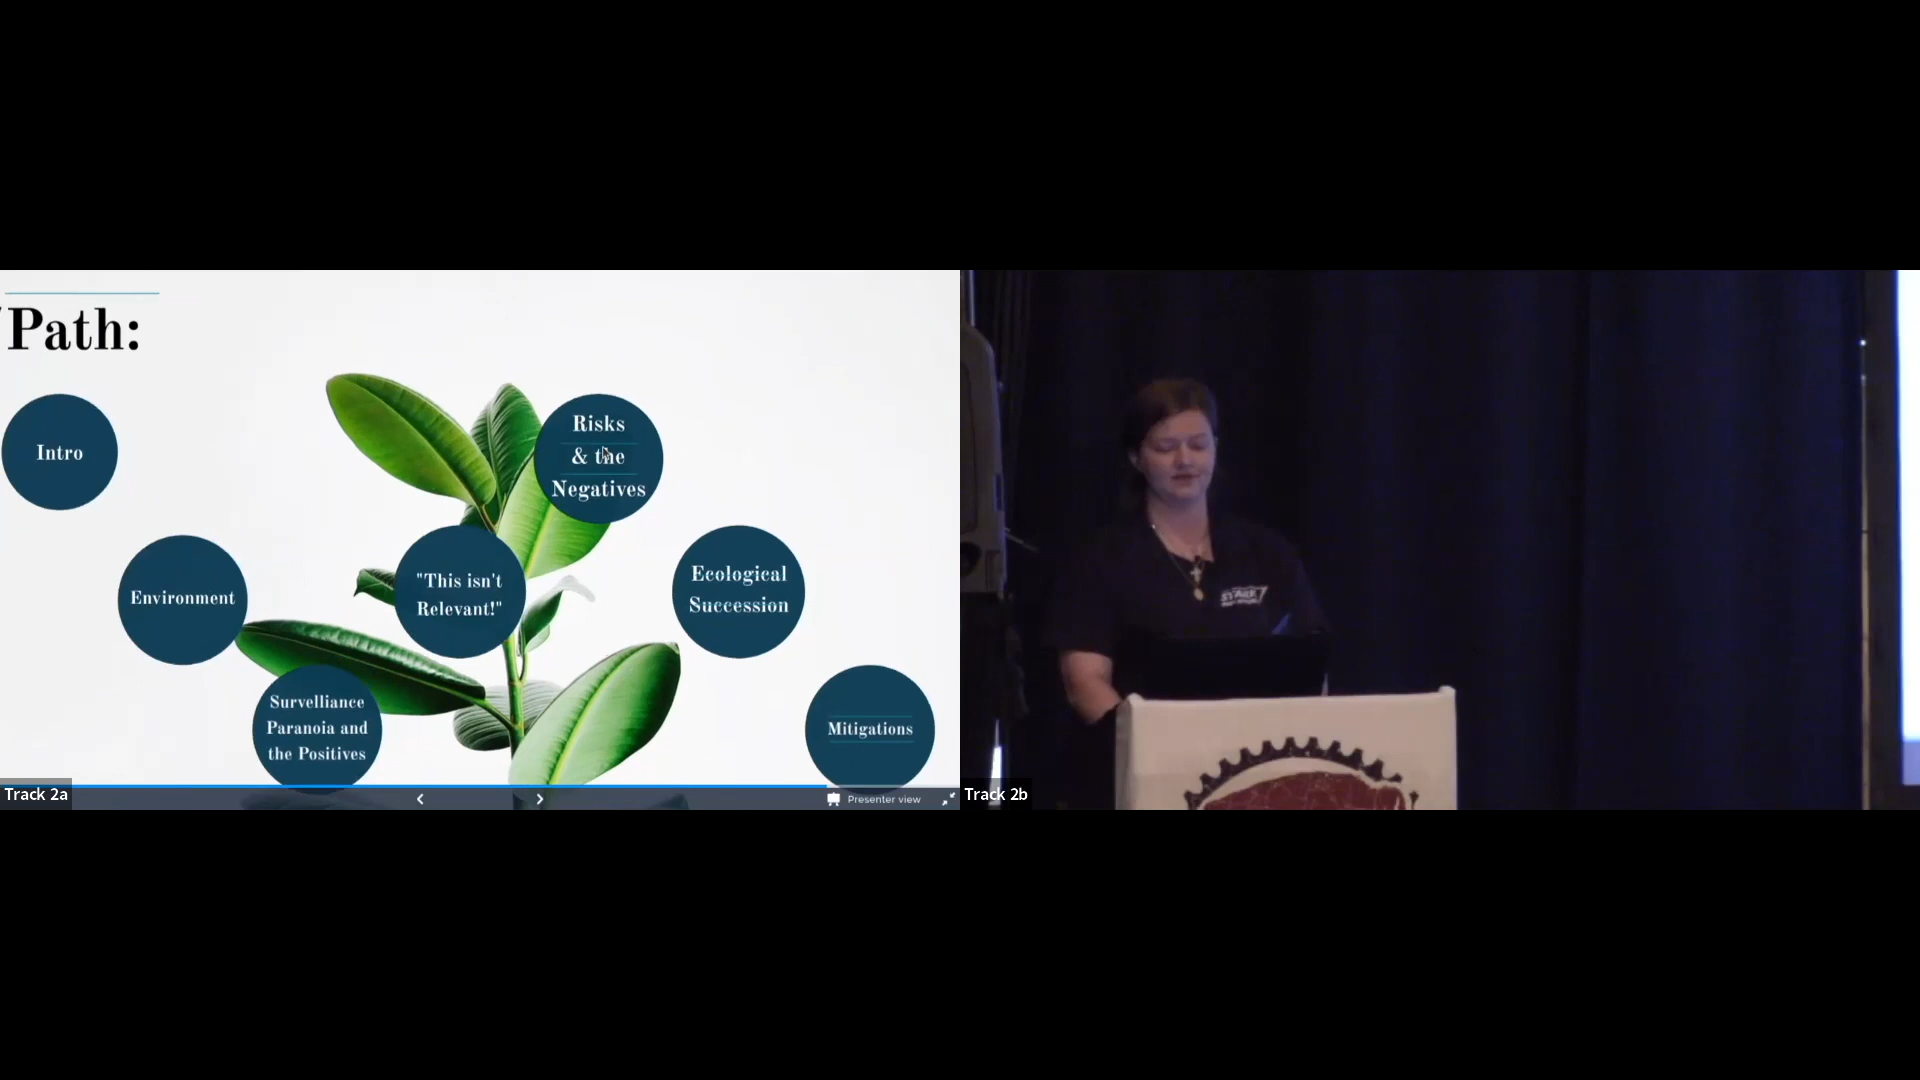 Path:
Intro
Environment
Survelliance
Paranoia and
the Positives
"This isn't
Relevant!"
Risks
& the
Negatives
Ecological
Succession
Mitigations
Presenter view
Track 2a
Track 2b